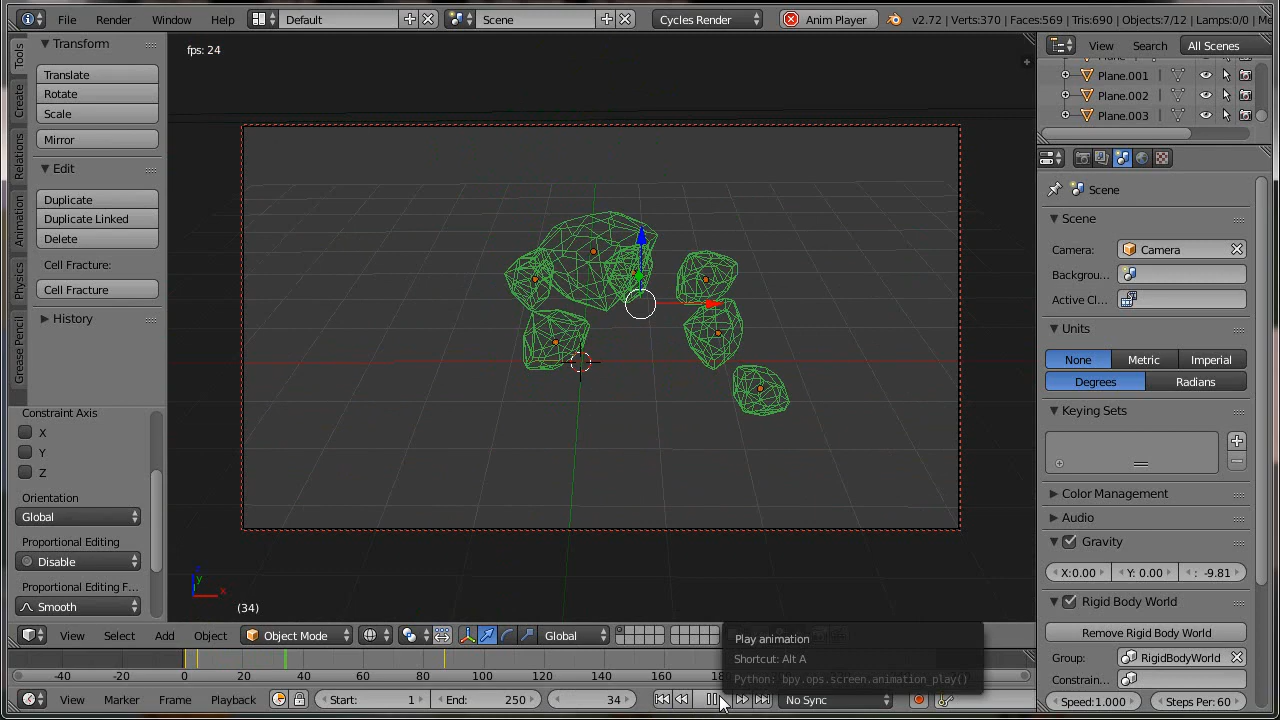 File Render Window Help Default Scene Cycles Render Anim Player v2.72 | Verts:370 | Faces:569 | Tris:690 | Objects:7/12 | Lamps:0/0 | Me
fps: 24
Tools
Create
Relations
Animation
Physics
Grease Pencil
Transform
Translate
Rotate
Scale
Mirror
Edit
Duplicate
Duplicate Linked
Delete
Cell Fracture:
Cell Fracture
History
Constraint Axis
X
Y
Z
Orientation
Global
Proportional Editing
Disable
Proportional Editing F...
Smooth
z
y
x
(34)
View Search All Scenes
Plane.001
Plane.002
Plane.003
Scene
Scene
Camera: Camera
Backgrou...
Active Cl...
Units
None Metric Imperial
Degrees Radians
Keying Sets
Color Management
Audio
Gravity
X:0.00 Y: 0.00 : -9.81
Rigid Body World
Remove Rigid Body World
Group: RigidBodyWorld
Constrain...
Speed:1.000 Steps Per: 60
View Select Add Object Object Mode Global
Play animation
Shortcut: Alt A
Python: bpy.ops.screen.animation_play()
-40 -20 0 20 40 60 80 100 120 140 160 200 220 240 260
View Marker Frame Playback Start: 1 End: 250 34 No Sync